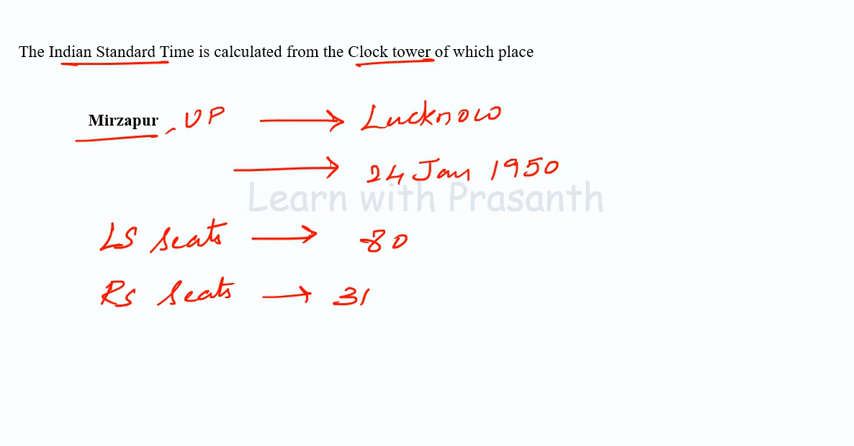 The Indian Standard Time is calculated from the Clock tower of which place
Mirzapur, UP → Lucknow
→ 24 Jan 1950
Learn with Prasanth
LS seats → 80
RS seats → 31